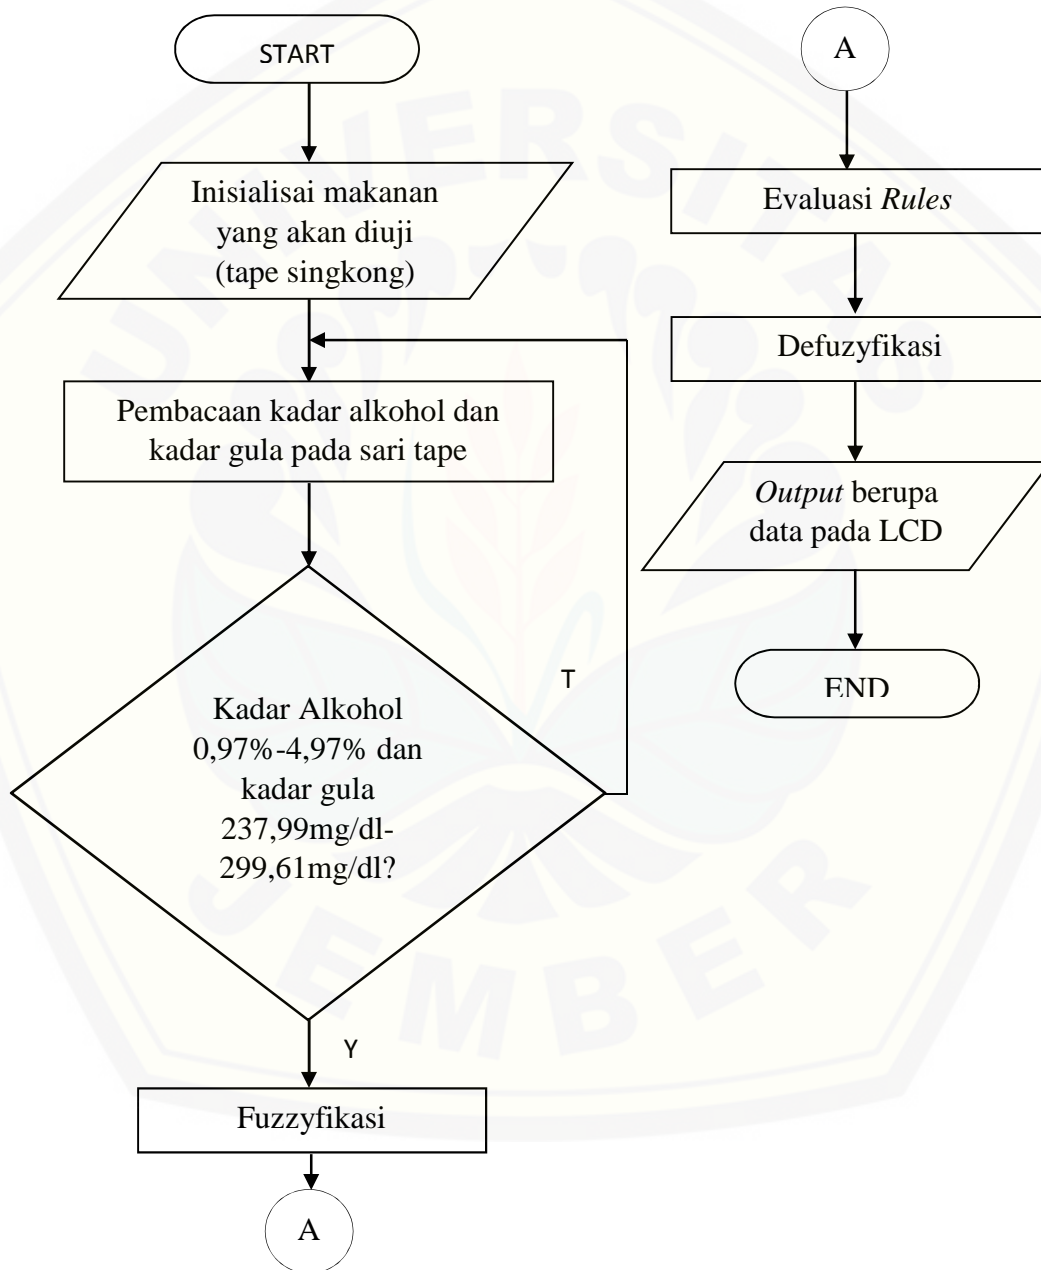 START
Inisialisai makanan
yang akan diuji
(tape singkong)
Pembacaan kadar alkohol dan
kadar gula pada sari tape
T
Kadar Alkohol
0,97%-4,97% dan
kadar gula
237,99mg/dl-
299,61mg/dl?
Y
Fuzzyfikasi
A
A
Evaluasi Rules
Defuzyfikasi
Output berupa
data pada LCD
END
UNIVERSITAS
JEMBER